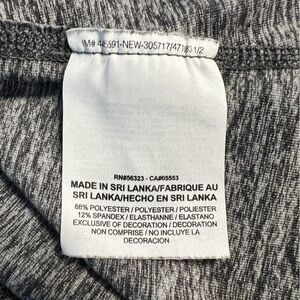 RN#56323 - CA#05553
MADE IN SRI LANKA/FABRIQUE AU
SRI LANKA/HECHO EN SRI LANKA
88% POLYESTER / POLYESTER / POLIESTER
12% SPANDEX / ELASTHANNE / ELASTANO
EXCLUSIVE OF DECORATION / DECORATION
NON COMPRISE / NO INCLUYE LA
DECORACION